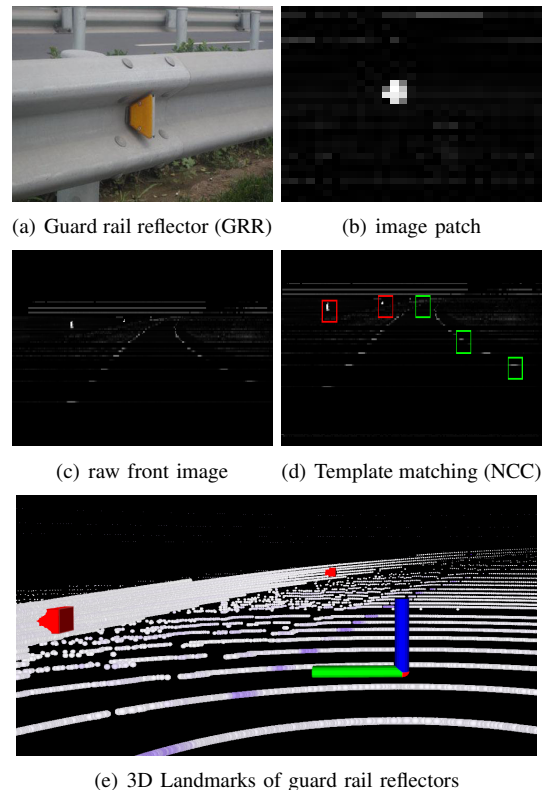 (a) Guard rail reflector (GRR)
(b) image patch
(c) raw front image
(d) Template matching (NCC)
(e) 3D Landmarks of guard rail reflectors